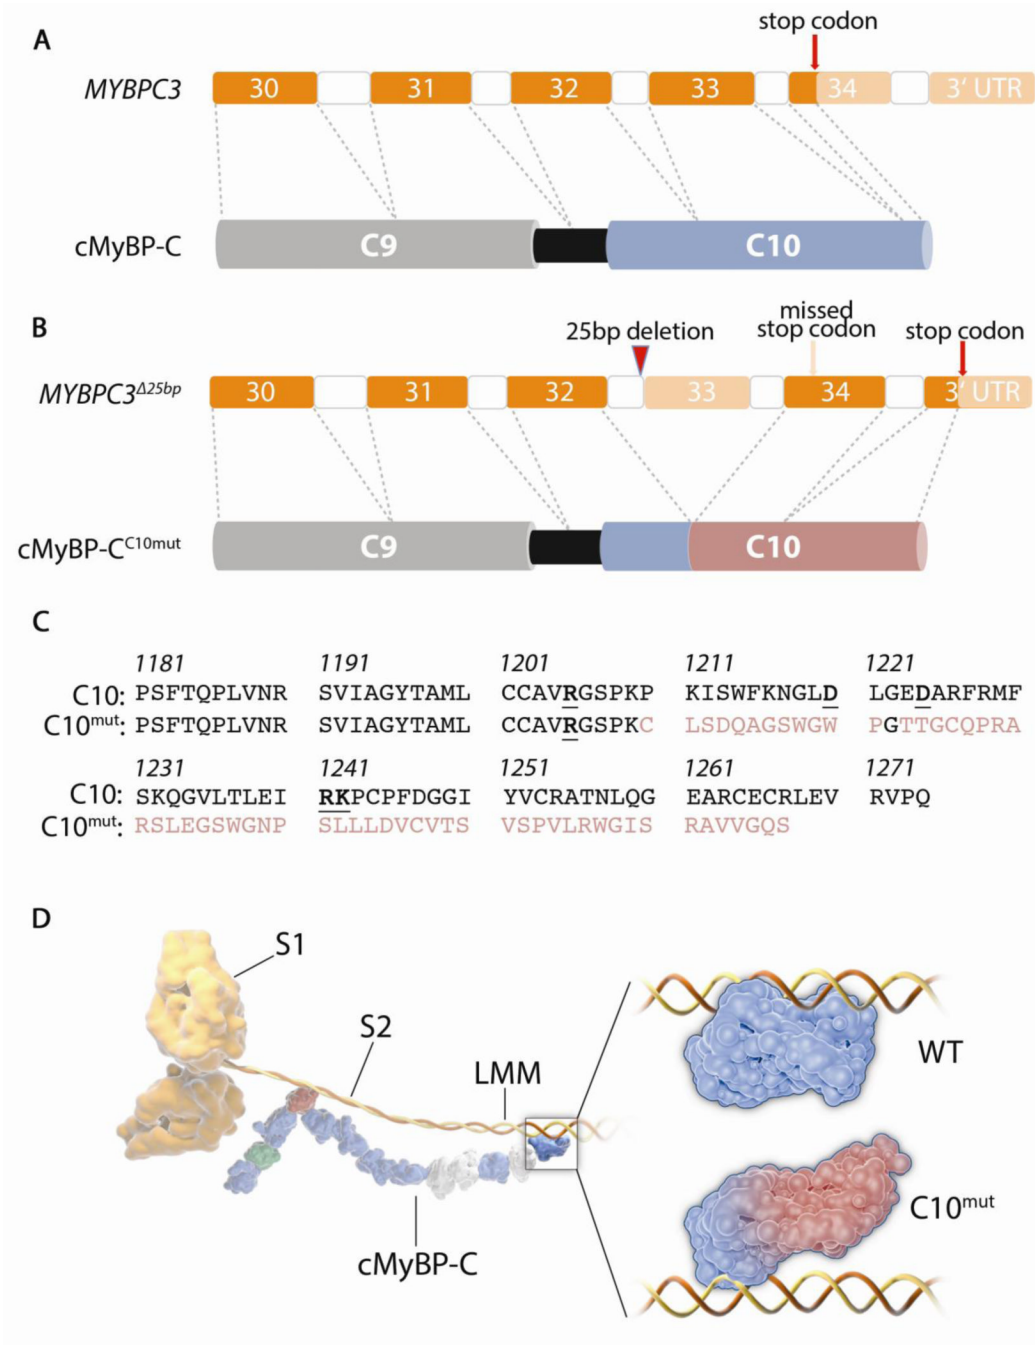 A
stop codon
MYBPC3
30 31 32 33 34 3' UTR
cMyBP-C
C9 C10
B
25bp deletion
missed
stop codon
stop codon
MYBPC3Δ25bp
30 31 32 33 34 3' UTR
cMyBP-CC10mut
C9 C10
C
1181 1191 1201 1211 1221
C10: PSFTQPLVNR SVIAGYTAML CCAVRGSPKP KISWFKNGLD LGEDARFRMF
C10mut: PSFTQPLVNR SVIAGYTAML CCAVRGSPKC LSDQAGSWGW PGTTGCQPRA
1231 1241 1251 1261 1271
C10: SKQGVLTLEI RKPCPFDGGI YVCRATNLQG EARCECRLEV RVPQ
C10mut: RSLEGSWGNP SLLLDVCVTS VSPVLRWGIS RAVVGQS
D
S1
S2
LMM
cMyBP-C
WT
C10mut